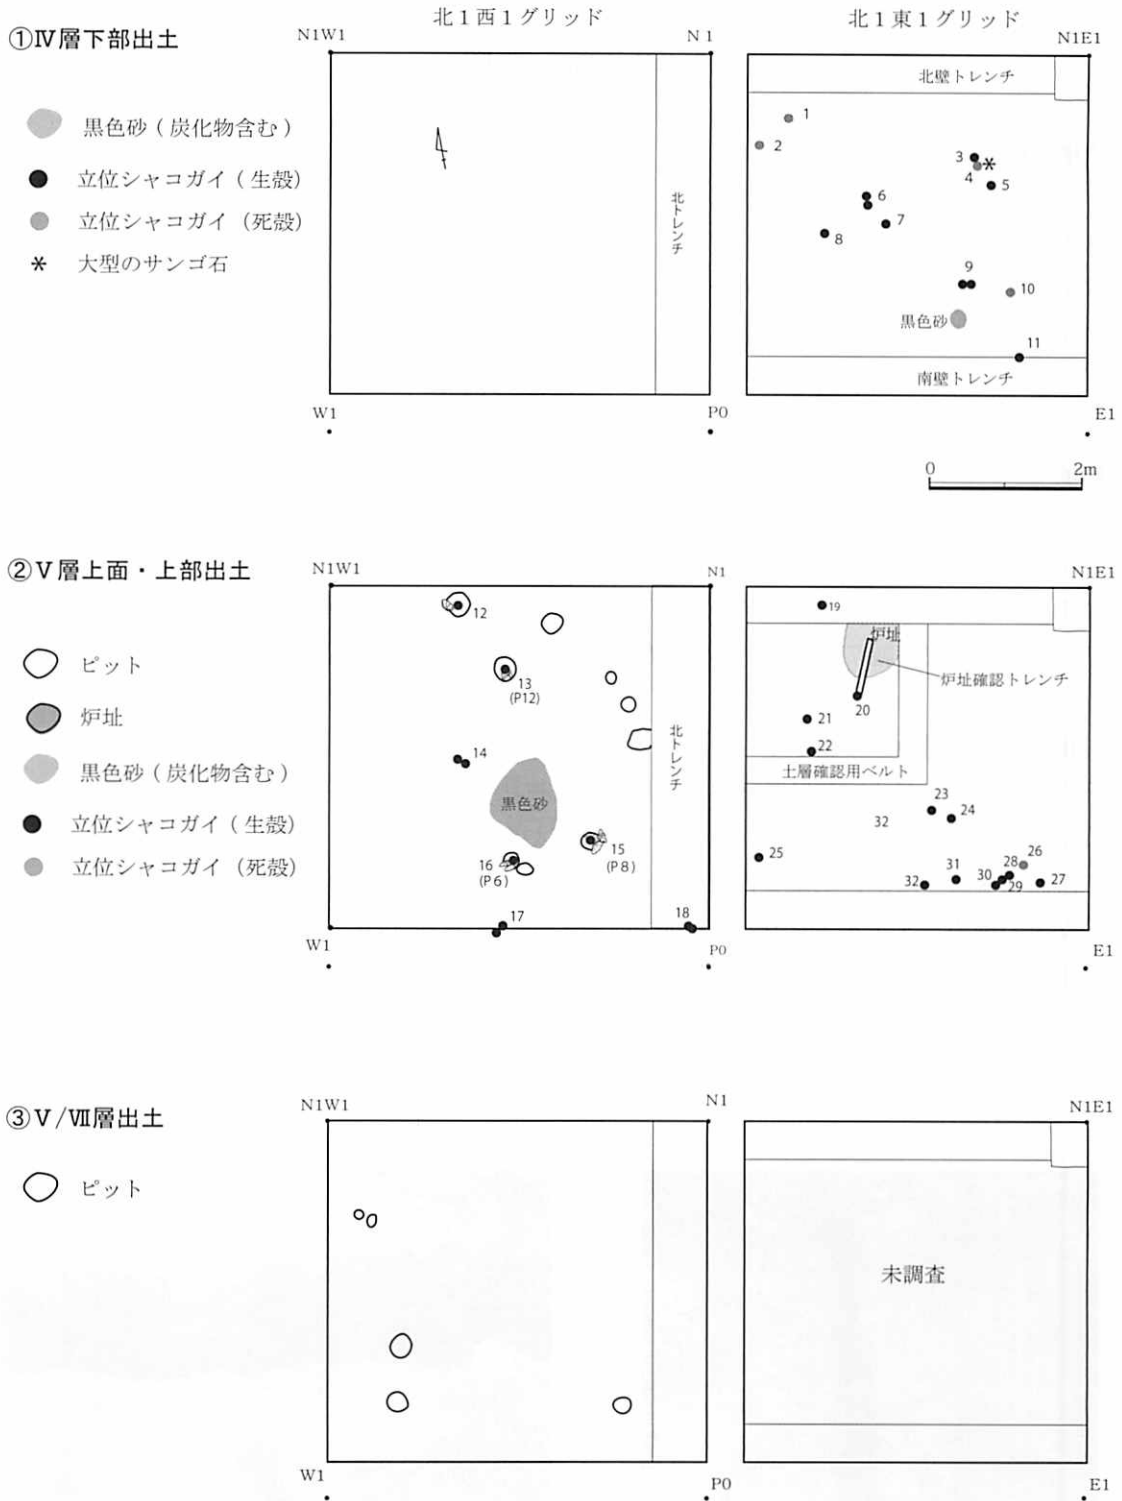 北1西1グリッド
北1東1グリッド
①Ⅳ層下部出土
N1W1
N 1
N1E1
北壁トレンチ
黒色砂 ( 炭化物含む )
立位シャコガイ ( 生殻)
立位シャコガイ (死殻)
大型のサンゴ石
北トレンチ
1
2
3
4
5
6
7
8
9
10
黒色砂
11
南壁トレンチ
W1
P0
E1
0
2m
②Ⅴ層上面・上部出土
N1W1
N1
N1E1
ピット
炉址
黒色砂 ( 炭化物含む )
立位シャコガイ ( 生殻)
立位シャコガイ (死殻)
12
13
(P12)
14
北トレンチ
黒色砂
15
(P8)
16
(P6)
17
18
19
炉址
炉址確認トレンチ
20
21
22
土層確認用ベルト
23
24
32
25
26
28
31
30
27
32
29
W1
P0
E1
③Ⅴ/Ⅶ層出土
N1W1
N1
N1E1
ピット
未調査
W1
P0
E1